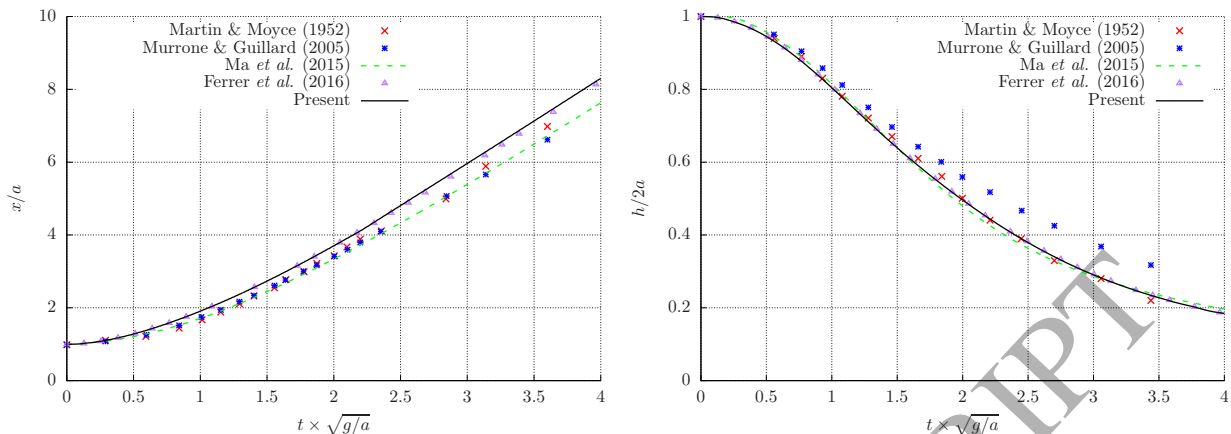 10
8
6
4
2
0
x/a
0 0.5 1 1.5 2 2.5 3 3.5 4
t × √g/a
Martin & Moyce (1952)
Murrone & Guillard (2005)
Ma et al. (2015)
Ferrer et al. (2016)
Present
1
0.8
0.6
0.4
0.2
0
h/2a
0 0.5 1 1.5 2 2.5 3 3.5 4
t × √g/a
Martin & Moyce (1952)
Murrone & Guillard (2005)
Ma et al. (2015)
Ferrer et al. (2016)
Present
RIPT